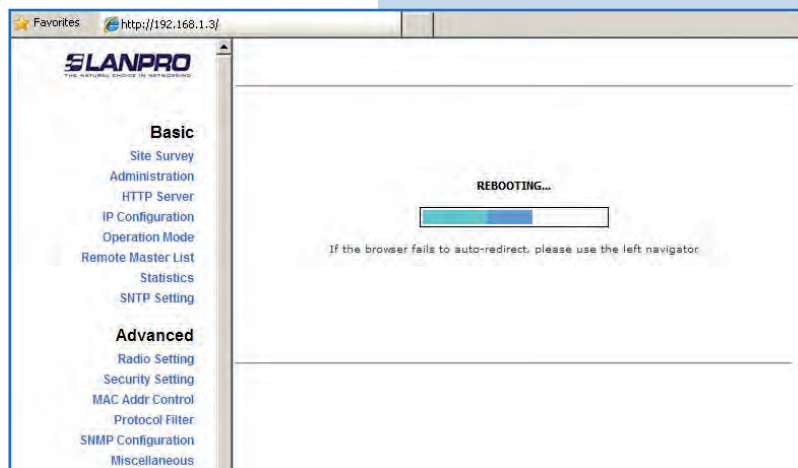 Favorites
http://192.168.1.3/
LANPRO
THE NATURAL CHOICE IN NETWORKING
Basic
Site Survey
Administration
HTTP Server
IP Configuration
Operation Mode
Remote Master List
Statistics
SNTP Setting
Advanced
Radio Setting
Security Setting
MAC Addr Control
Protocol Filter
SNMP Configuration
Miscellaneous
REBOOTING...
If the browser fails to auto-redirect, please use the left navigator